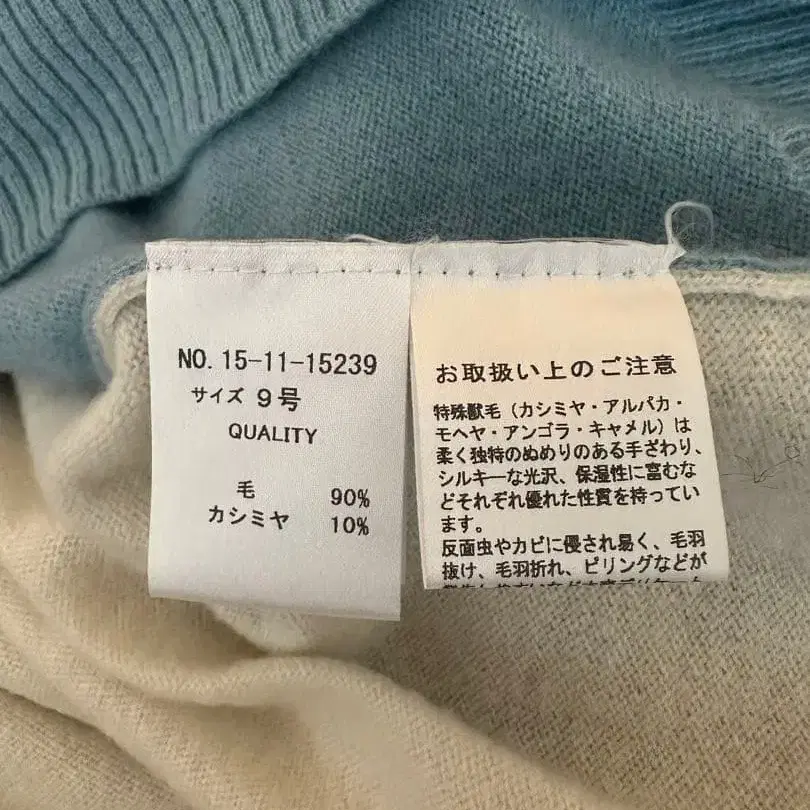 NO. 15-11-15239
サイズ 9号
QUALITY
毛 90%
カシミヤ 10%
お取扱い上のご注意
特殊獣毛（カシミヤ・アルパカ・
モヘヤ・アンゴラ・キャメル）は
柔く独特のぬめりのある手ざわり、
シルキーな光沢、保湿性に富むな
どそれぞれ優れた性質を持ってい
ます。
反面虫やカビに侵され易く、毛羽
抜け、毛羽折れ、ピリングなどが